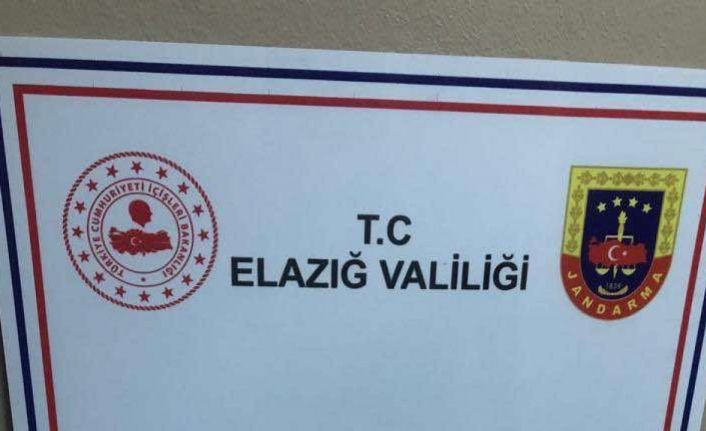 TÜRKİYE CUMHURİYETİ İÇİŞLERİ BAKANLIĞI
T.C
ELAZIĞ VALİLİĞİ
1839
JANDARMA